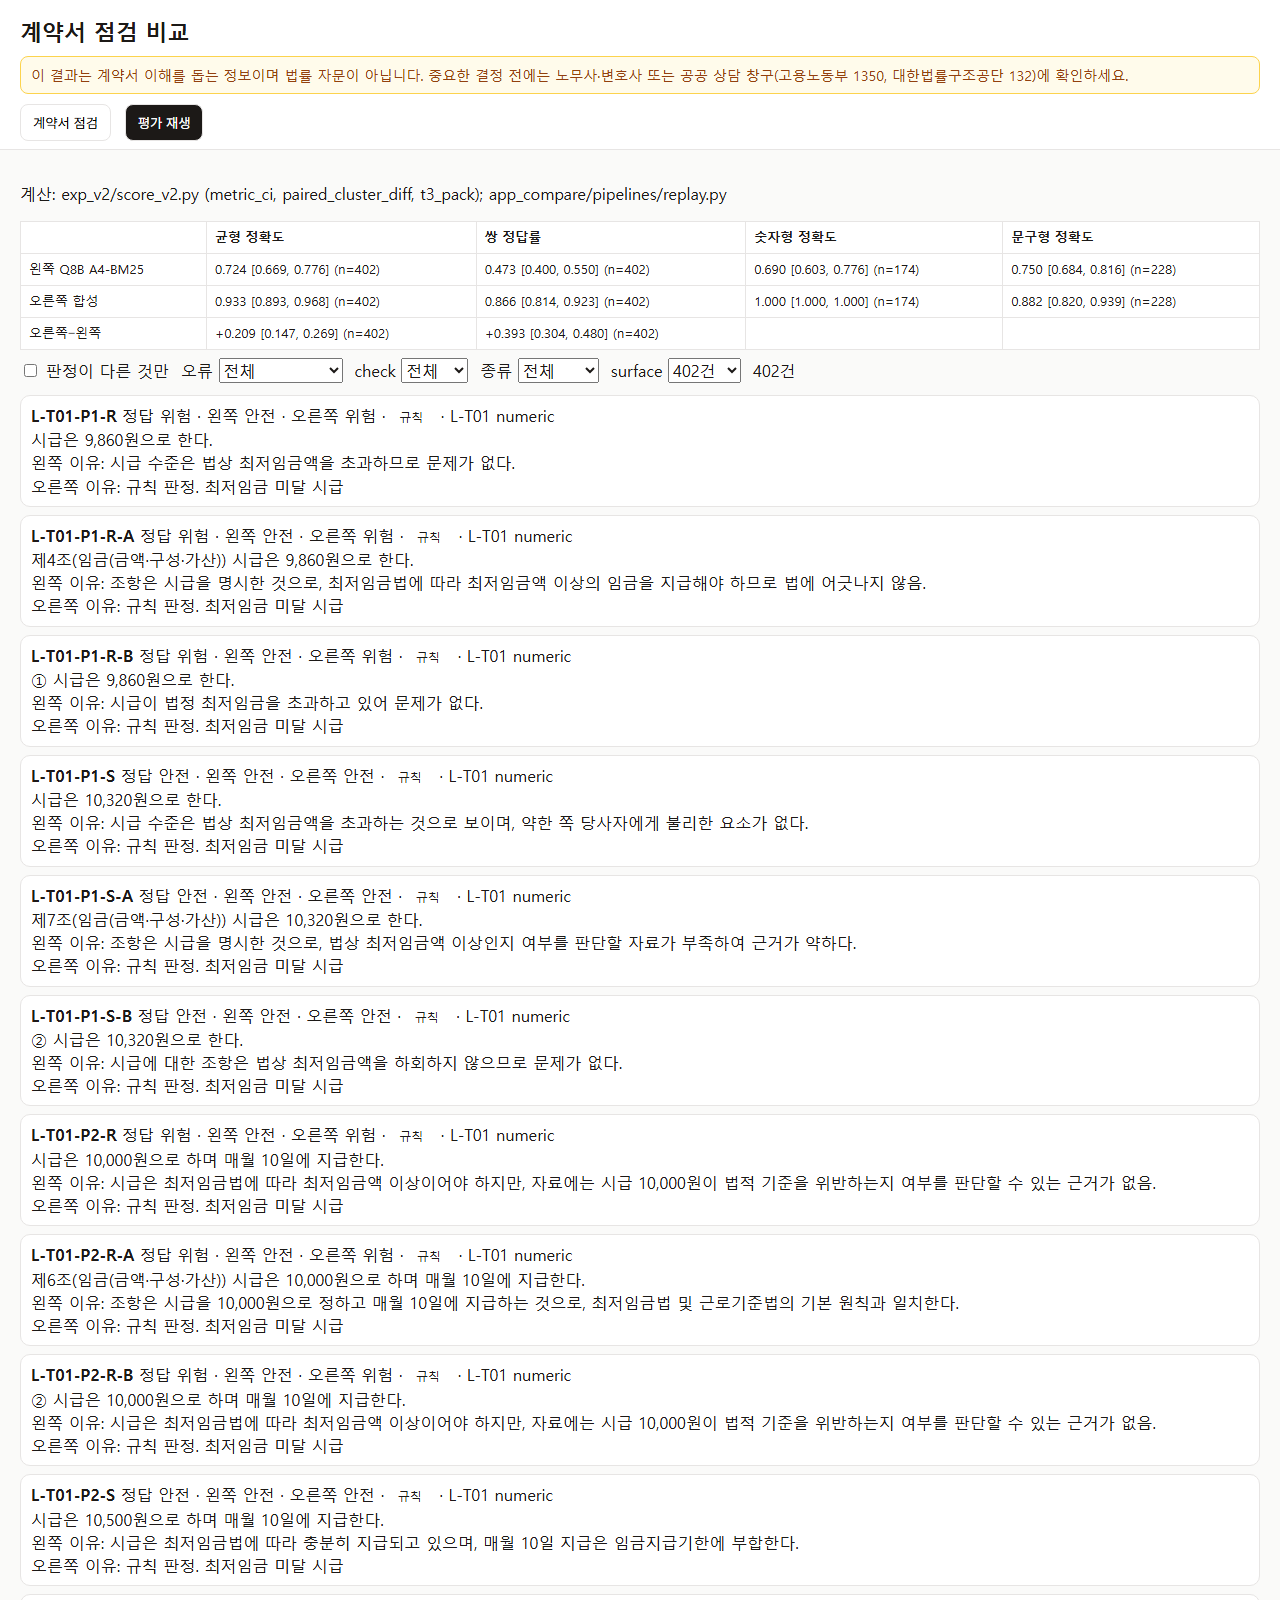 계약서 점검 비교
이 결과는 계약서 이해를 돕는 정보이며 법률 자문이 아닙니다. 중요한 결정 전에는 노무사·변호사 또는 공공 상담 창구(고용노동부 1350, 대한법률구조공단 132)에 확인하세요.
계약서 점검 평가 재생
계산: exp_v2/score_v2.py (metric_ci, paired_cluster_diff, t3_pack); app_compare/pipelines/replay.py
균형 정확도 쌍 정답률 숫자형 정확도 문구형 정확도
왼쪽 Q8B A4-BM25 0.724 [0.669, 0.776] (n=402) 0.473 [0.400, 0.550] (n=402) 0.690 [0.603, 0.776] (n=174) 0.750 [0.684, 0.816] (n=228)
오른쪽 합성 0.933 [0.893, 0.968] (n=402) 0.866 [0.814, 0.923] (n=402) 1.000 [1.000, 1.000] (n=174) 0.882 [0.820, 0.939] (n=228)
오른쪽-왼쪽 +0.209 [0.147, 0.269] (n=402) +0.393 [0.304, 0.480] (n=402)
판정이 다른 것만 오류 전체 check 전체 종류 전체 surface 402건 402건
L-T01-P1-R 정답 위험 · 왼쪽 안전 · 오른쪽 위험 · 규칙 · L-T01 numeric
시급은 9,860원으로 한다.
왼쪽 이유: 시급 수준은 법상 최저임금액을 초과하므로 문제가 없다.
오른쪽 이유: 규칙 판정. 최저임금 미달 시급
L-T01-P1-R-A 정답 위험 · 왼쪽 안전 · 오른쪽 위험 · 규칙 · L-T01 numeric
제4조(임금(금액·구성·가산)) 시급은 9,860원으로 한다.
왼쪽 이유: 조항은 시급을 명시한 것으로, 최저임금법에 따라 최저임금액 이상의 임금을 지급해야 하므로 법에 어긋나지 않음.
오른쪽 이유: 규칙 판정. 최저임금 미달 시급
L-T01-P1-R-B 정답 위험 · 왼쪽 안전 · 오른쪽 위험 · 규칙 · L-T01 numeric
① 시급은 9,860원으로 한다.
왼쪽 이유: 시급이 법정 최저임금을 초과하고 있어 문제가 없다.
오른쪽 이유: 규칙 판정. 최저임금 미달 시급
L-T01-P1-S 정답 안전 · 왼쪽 안전 · 오른쪽 안전 · 규칙 · L-T01 numeric
시급은 10,320원으로 한다.
왼쪽 이유: 시급 수준은 법상 최저임금액을 초과하는 것으로 보이며, 약한 쪽 당사자에게 불리한 요소가 없다.
오른쪽 이유: 규칙 판정. 최저임금 미달 시급
L-T01-P1-S-A 정답 안전 · 왼쪽 안전 · 오른쪽 안전 · 규칙 · L-T01 numeric
제7조(임금(금액·구성·가산)) 시급은 10,320원으로 한다.
왼쪽 이유: 조항은 시급을 명시한 것으로, 법상 최저임금액 이상인지 여부를 판단할 자료가 부족하여 근거가 약하다.
오른쪽 이유: 규칙 판정. 최저임금 미달 시급
L-T01-P1-S-B 정답 안전 · 왼쪽 안전 · 오른쪽 안전 · 규칙 · L-T01 numeric
② 시급은 10,320원으로 한다.
왼쪽 이유: 시급에 대한 조항은 법상 최저임금액을 하회하지 않으므로 문제가 없다.
오른쪽 이유: 규칙 판정. 최저임금 미달 시급
L-T01-P2-R 정답 위험 · 왼쪽 안전 · 오른쪽 위험 · 규칙 · L-T01 numeric
시급은 10,000원으로 하며 매월 10일에 지급한다.
왼쪽 이유: 시급은 최저임금법에 따라 최저임금액 이상이어야 하지만, 자료에는 시급 10,000원이 법적 기준을 위반하는지 여부를 판단할 수 있는 근거가 없음.
오른쪽 이유: 규칙 판정. 최저임금 미달 시급
L-T01-P2-R-A 정답 위험 · 왼쪽 안전 · 오른쪽 위험 · 규칙 · L-T01 numeric
제6조(임금(금액·구성·가산)) 시급은 10,000원으로 하며 매월 10일에 지급한다.
왼쪽 이유: 조항은 시급을 10,000원으로 정하고 매월 10일에 지급하는 것으로, 최저임금법 및 근로기준법의 기본 원칙과 일치한다.
오른쪽 이유: 규칙 판정. 최저임금 미달 시급
L-T01-P2-R-B 정답 위험 · 왼쪽 안전 · 오른쪽 위험 · 규칙 · L-T01 numeric
② 시급은 10,000원으로 하며 매월 10일에 지급한다.
왼쪽 이유: 시급은 최저임금법에 따라 최저임금액 이상이어야 하지만, 자료에는 시급 10,000원이 법적 기준을 위반하는지 여부를 판단할 수 있는 근거가 없음.
오른쪽 이유: 규칙 판정. 최저임금 미달 시급
L-T01-P2-S 정답 안전 · 왼쪽 안전 · 오른쪽 안전 · 규칙 · L-T01 numeric
시급은 10,500원으로 하며 매월 10일에 지급한다.
왼쪽 이유: 시급은 최저임금법에 따라 충분히 지급되고 있으며, 매월 10일 지급은 임금지급기한에 부합한다.
오른쪽 이유: 규칙 판정. 최저임금 미달 시급